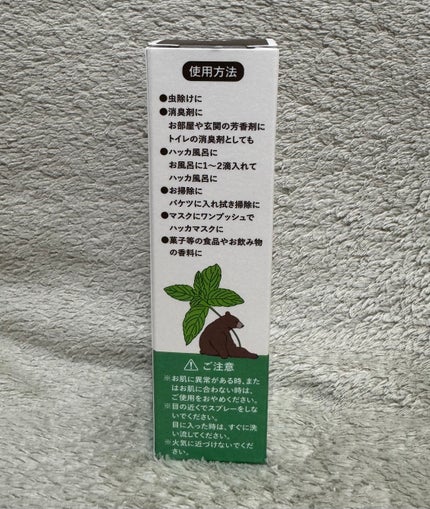 使用方法
●虫除けに
●消臭剤に
お部屋や玄関の芳香剤に
トイレの消臭剤としても
●ハッカ風呂に
お風呂に1〜2滴入れて
ハッカ風呂に
●お掃除に
バケツに入れ拭き掃除に
●マスクにワンプッシュで
ハッカマスクに
●菓子等の食品やお飲み物
の香料に
⚠ ご注意
※お肌に異常がある時、また
はお肌に合わない時は、
ご使用をおやめください。
※目の近くでスプレーをしな
いでください。
目に入った時は、すぐに洗
い流してください。
※火気に近づけないでくだ
さい。